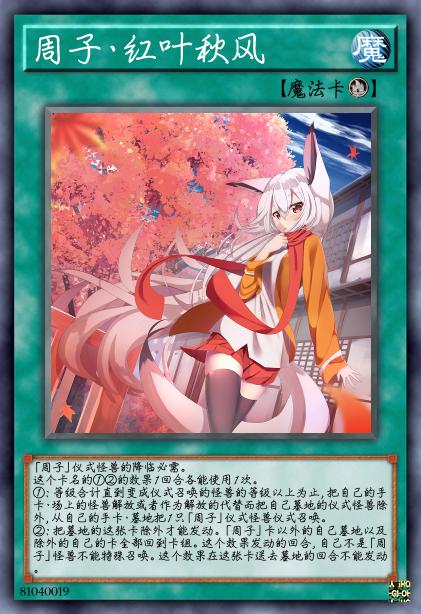 周子·红叶秋风
魔
【魔法卡】
「周子」仪式怪兽的降临必需。
这个卡名的①②的效果1回合各能使用1次。
①：等级合计直到变成仪式召唤的怪兽的等级以上为止，把自己的手
卡·场上的怪兽解放或者作为解放的代替而把自己墓地的仪式怪兽除
外，从自己的手卡·墓地把1只「周子」仪式怪兽仪式召唤。
②：把墓地的这张卡除外才能发动。「周子」卡以外的自己墓地以及
除外的自己的卡全部回到卡组。这个效果发动的回合，自己不是「周
子」怪兽不能特殊召唤。这个效果在这张卡送去墓地的回合不能发动
。
81040019